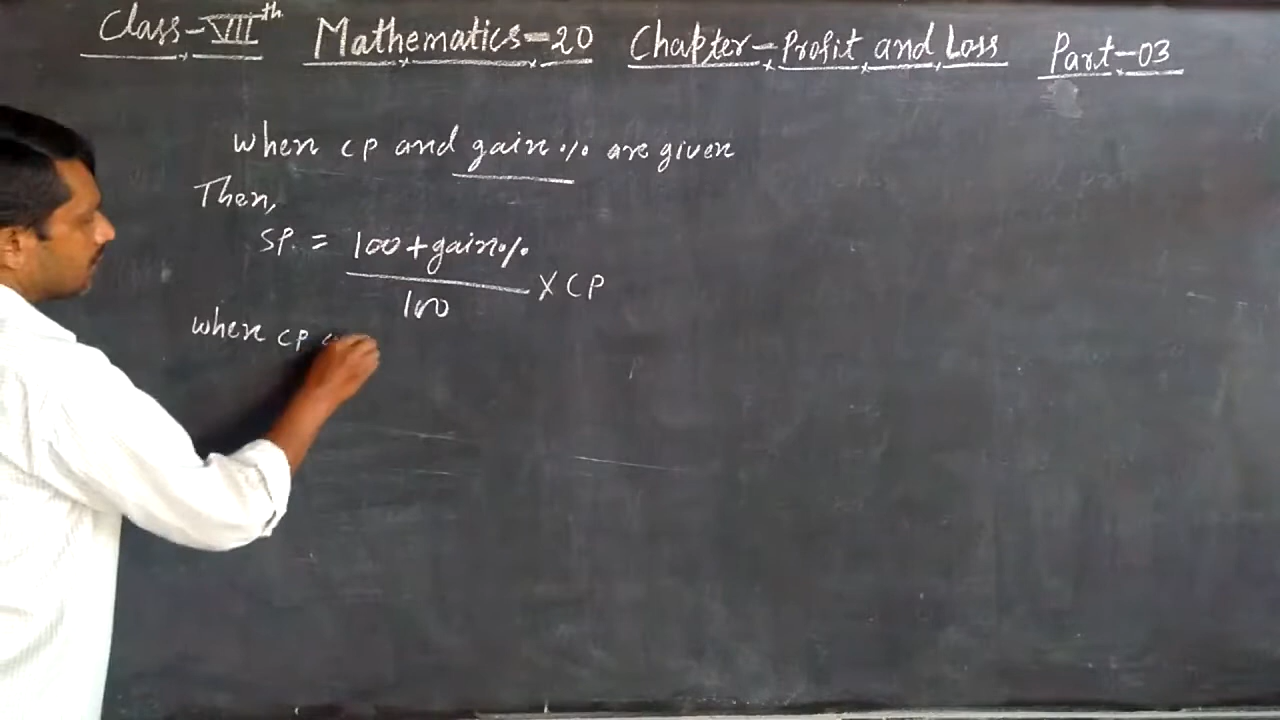 Class-VIIIth Mathematics-20 Chapter-Profit and Loss Part-03
When CP and gain% are given
Then,
SP. = 100+gain%
× CP
100
when CP